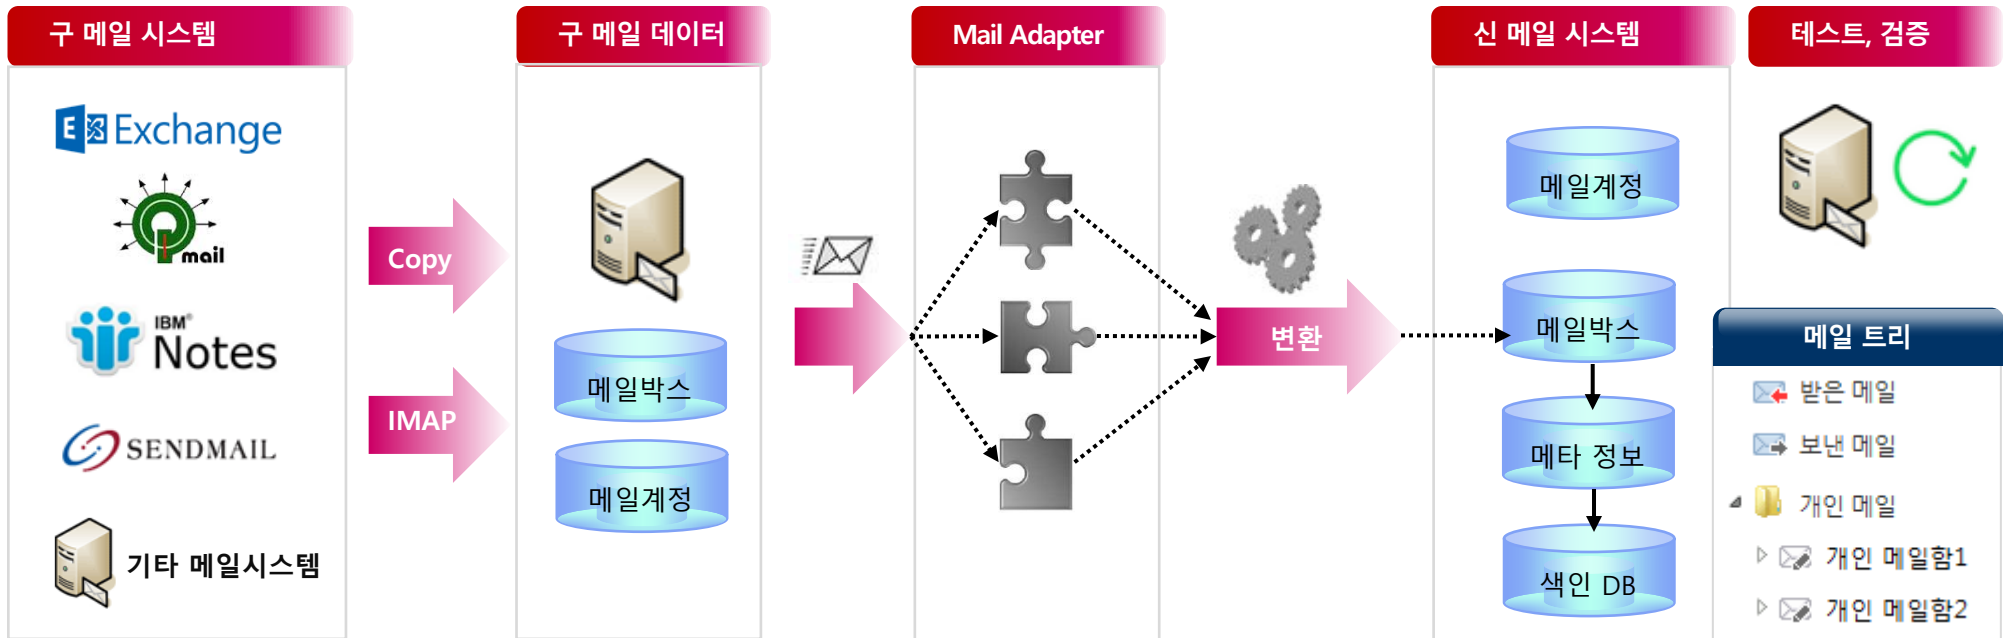 구 메일 시스템
Exchange
mail
IBM® Notes
SENDMAIL
기타 메일시스템
Copy
IMAP
구 메일 데이터
메일박스
메일계정
Mail Adapter
변환
신 메일 시스템
메일계정
메일박스
메타 정보
색인 DB
테스트, 검증
메일 트리
받은 메일
보낸 메일
개인 메일
개인 메일함1
개인 메일함2